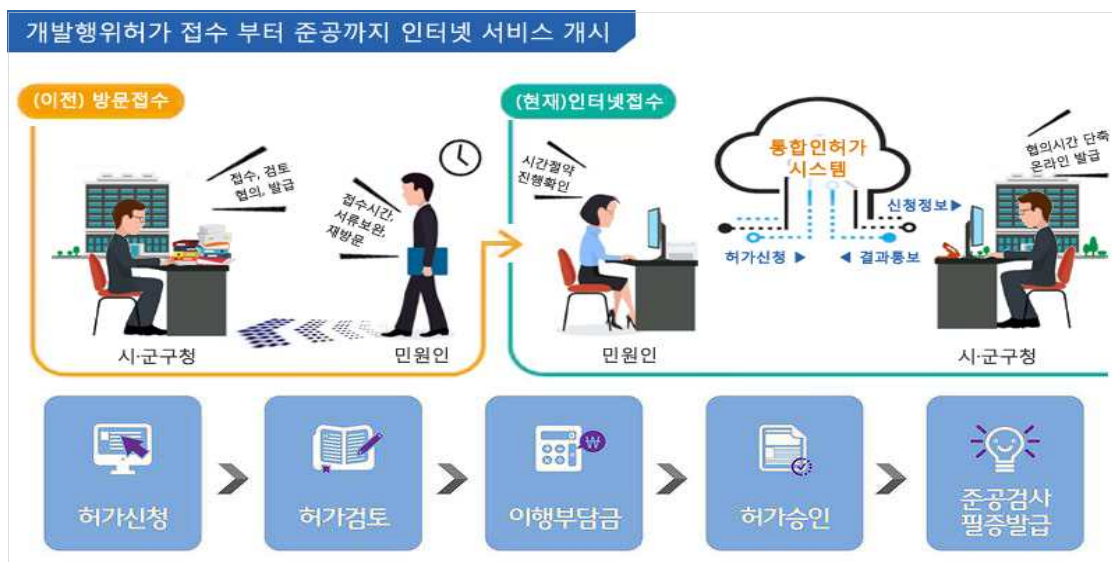 개발행위허가 접수 부터 준공까지 인터넷 서비스 개시
(이전) 방문접수
접수, 검토
협의, 발급
접수시간,
서류보완,
재방문
시·군구청
민원인
(현재)인터넷접수
시간절약
진행확인
통합인허가
시스템
협의시간 단축
온라인 발급
신청정보▶
허가신청 ▶
◀ 결과통보
민원인
시·군구청
허가신청
허가검토
₩
이행부담금
허가승인
준공검사
필증발급